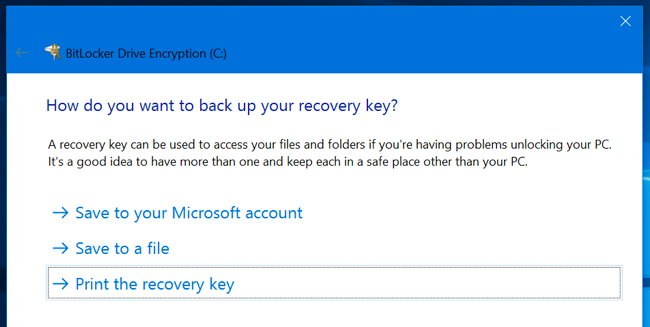 BitLocker Drive Encryption (C:)
How do you want to back up your recovery key?
A recovery key can be used to access your files and folders if you're having problems unlocking your PC.
It's a good idea to have more than one and keep each in a safe place other than your PC.
Save to your Microsoft account
Save to a file
Print the recovery key